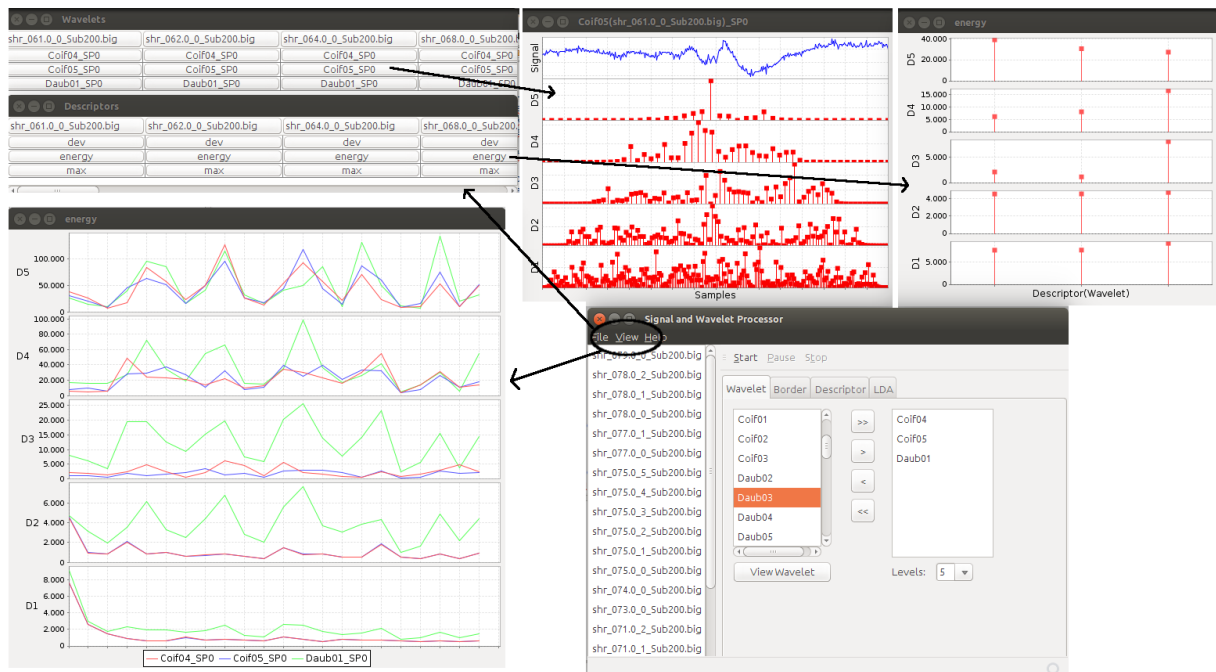 Wavelets
shr_061.0_0_Sub200.big shr_062.0_0_Sub200.big shr_064.0_0_Sub200.big shr_068.0_0_Sub200.big
Coif04_SP0 Coif04_SP0 Coif04_SP0 Coif04_SP0
Coif05_SP0 Coif05_SP0 Coif05_SP0 Coif05_SP0
Daub01_SP0 Daub01_SP0 Daub01_SP0 Daub01_SP0
Descriptors
shr_061.0_0_Sub200.big shr_062.0_0_Sub200.big shr_064.0_0_Sub200.big shr_068.0_0_Sub200.big
dev dev dev dev
energy energy energy energy
max max max max
Coif05(shr_061.0_0_Sub200.big)_SP0
Signal
D5
D4
D3
D2
D1
Samples
energy
D5
40.000
20.000
0
D4
15.000
10.000
5.000
0
D3
5.000
0
D2
4.000
2.000
0
D1
5.000
0
Descriptor(Wavelet)
energy
D5
100.000
50.000
0
D4
100.000
80.000
60.000
40.000
20.000
0
D3
25.000
20.000
15.000
10.000
5.000
0
D2
6.000
4.000
2.000
0
D1
8.000
6.000
4.000
2.000
0
Coif04_SP0 Coif05_SP0 Daub01_SP0
Signal and Wavelet Processor
File View Help
shr_079.0_0_Sub200.big
shr_078.0_2_Sub200.big
shr_078.0_1_Sub200.big
shr_078.0_0_Sub200.big
shr_077.0_1_Sub200.big
shr_077.0_0_Sub200.big
shr_075.0_5_Sub200.big
shr_075.0_4_Sub200.big
shr_075.0_3_Sub200.big
shr_075.0_2_Sub200.big
shr_075.0_1_Sub200.big
shr_075.0_0_Sub200.big
shr_074.0_0_Sub200.big
shr_073.0_0_Sub200.big
shr_071.0_2_Sub200.big
shr_071.0_1_Sub200.big
Start Pause Stop
Wavelet Border Descriptor LDA
Coif01
Coif02
Coif03
Daub02
Daub03
Daub04
Daub05
>>
>
<
<<
Coif04
Coif05
Daub01
View Wavelet
Levels: 5